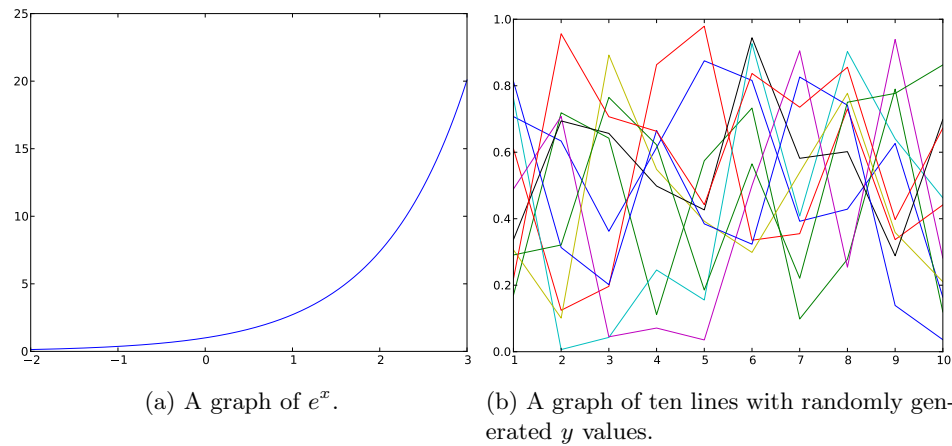 25
20
15
10
5
0
−2 −1 0 1 2 3
(a) A graph of e^x.
1.0
0.8
0.6
0.4
0.2
0.0
1 2 3 4 5 6 7 8 9 10
(b) A graph of ten lines with randomly gen-
erated y values.